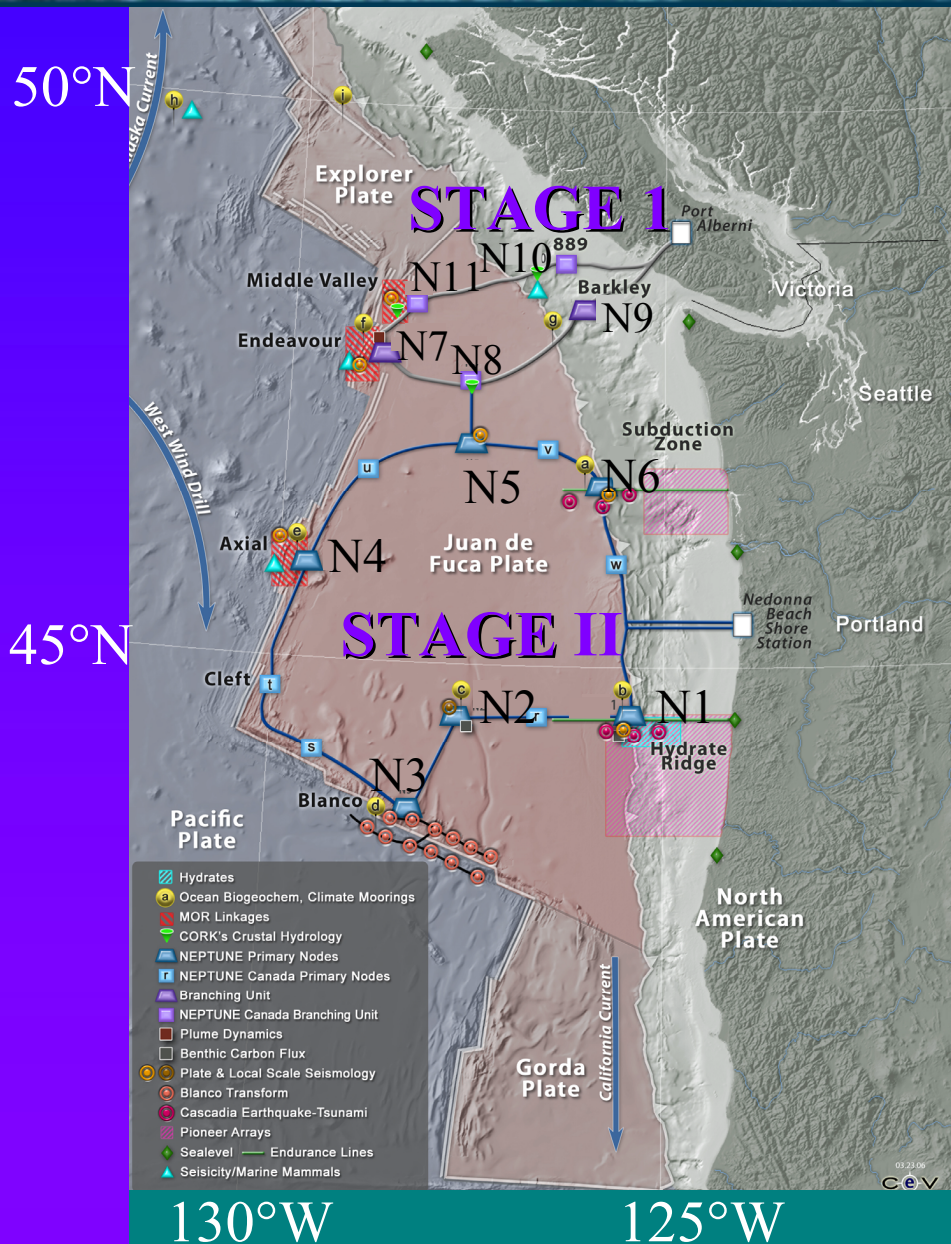 50°N
Alaska Current
h
i
Explorer
Plate
STAGE 1
Port
Alberni
889
N10
Middle Valley
N11
Barkley
Victoria
N9
g
f
Endeavour
N7
N8
Seattle
West Wind Drill
Subduction
Zone
u
v
a
N6
N5
e
Axial
N4
Juan de
Fuca Plate
w
Nedonna
Beach
Shore
Station
Portland
STAGE II
45°N
Cleft
t
c
N2
r
b
N1
Hydrate
Ridge
s
N3
Blanco
d
Pacific
Plate
North
American
Plate
Hydrates
a Ocean Biogeochem, Climate Moorings
MOR Linkages
CORK's Crustal Hydrology
NEPTUNE Primary Nodes
r NEPTUNE Canada Primary Nodes
Branching Unit
NEPTUNE Canada Branching Unit
Plume Dynamics
Benthic Carbon Flux
Plate & Local Scale Seismology
Blanco Transform
Cascadia Earthquake-Tsunami
Pioneer Arrays
Sealevel Endurance Lines
Seisicity/Marine Mammals
California Current
Gorda
Plate
03.23.06
CeV
130°W
125°W